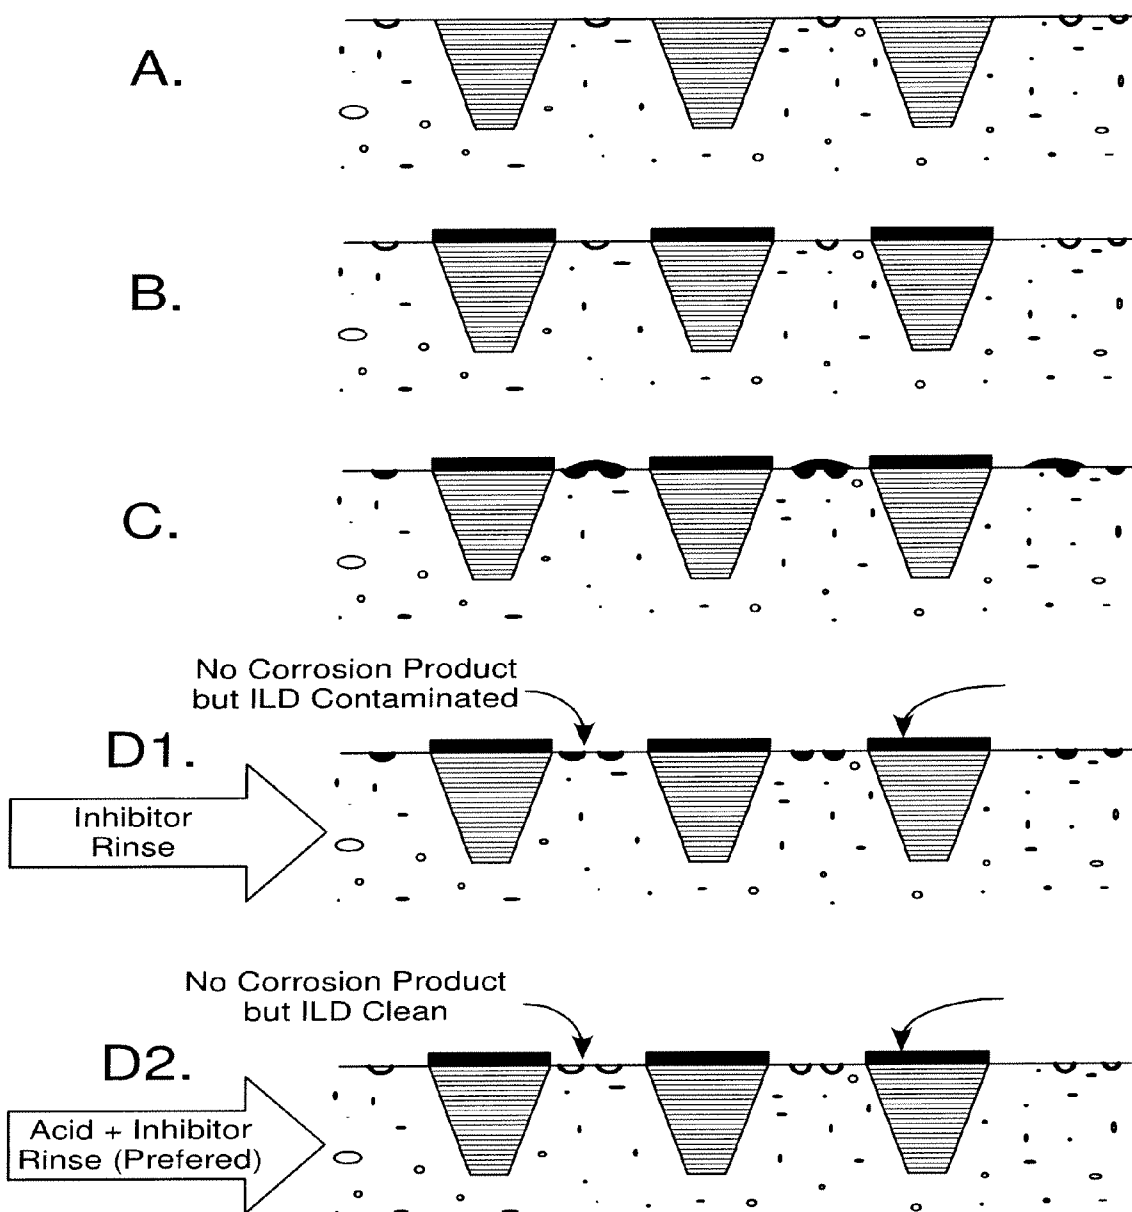 A.
B.
C.
No Corrosion Product
but ILD Contaminated
D1.
Inhibitor
Rinse
No Corrosion Product
but ILD Clean
D2.
Acid + Inhibitor
Rinse (Prefered)